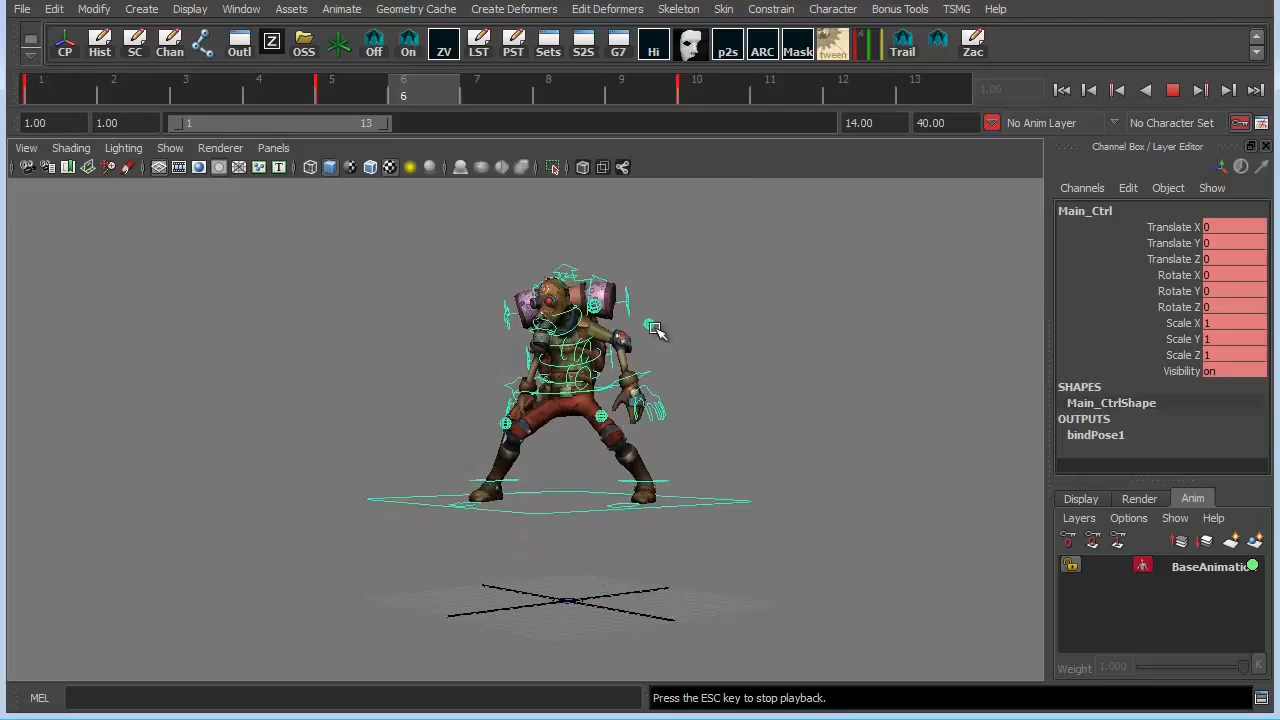 File Edit Modify Create Display Window Assets Animate Geometry Cache Create Deformers Edit Deformers Skeleton Skin Constrain Character Bonus Tools TSMG Help
CP Hist SC Chan Outl Z OSS Off On ZV LST PST Sets S2S G7 Hi p2s ARC Mask tween Trail Zac
1 2 3 4 5 6 7 8 9 10 11 12 13
6
1.00
1.00 1.00 1 13 14.00 40.00 No Anim Layer No Character Set
View Shading Lighting Show Renderer Panels
Channel Box / Layer Editor
Channels Edit Object Show
Main_Ctrl
Translate X 0
Translate Y 0
Translate Z 0
Rotate X 0
Rotate Y 0
Rotate Z 0
Scale X 1
Scale Y 1
Scale Z 1
Visibility on
SHAPES
Main_CtrlShape
OUTPUTS
bindPose1
Display Render Anim
Layers Options Show Help
BaseAnimatio
Weight 1.000 K
MEL
Press the ESC key to stop playback.